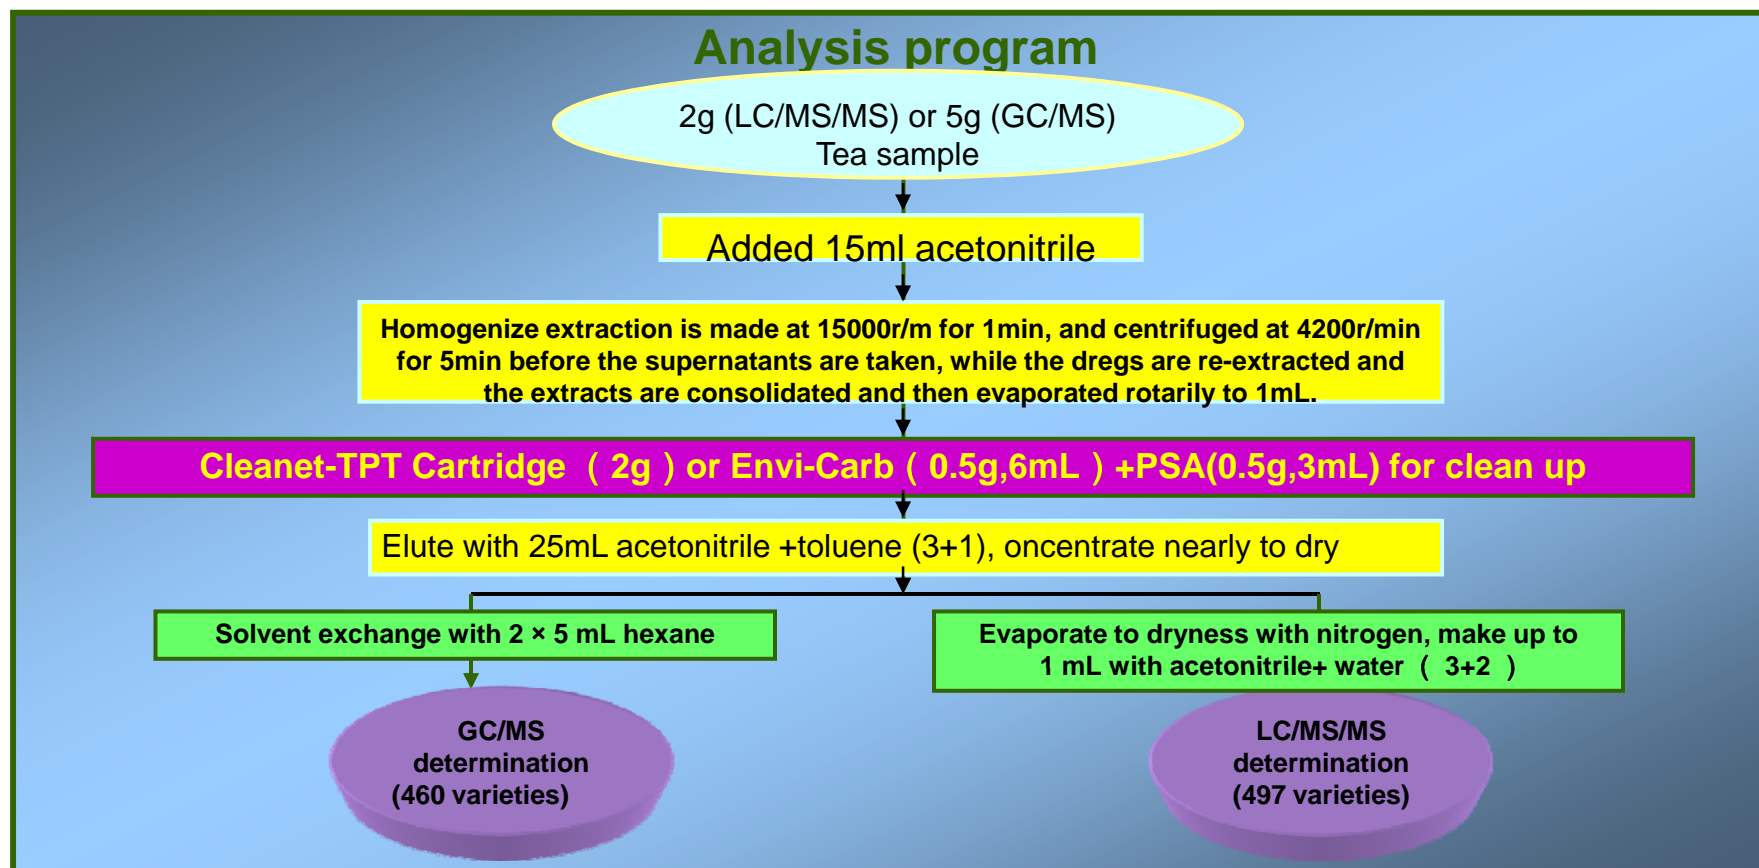 Analysis program
2g (LC/MS/MS) or 5g (GC/MS)
Tea sample
Added 15ml acetonitrile
Homogenize extraction is made at 15000r/m for 1min, and centrifuged at 4200r/min
for 5min before the supernatants are taken, while the dregs are re-extracted and
the extracts are consolidated and then evaporated rotarily to 1mL.
Cleanet-TPT Cartridge （2g）or Envi-Carb（0.5g,6mL）+PSA(0.5g,3mL) for clean up
Elute with 25mL acetonitrile +toluene (3+1), oncentrate nearly to dry
Solvent exchange with 2 × 5 mL hexane
Evaporate to dryness with nitrogen, make up to
1 mL with acetonitrile+ water（ 3+2 ）
GC/MS
determination
(460 varieties)
LC/MS/MS
determination
(497 varieties)